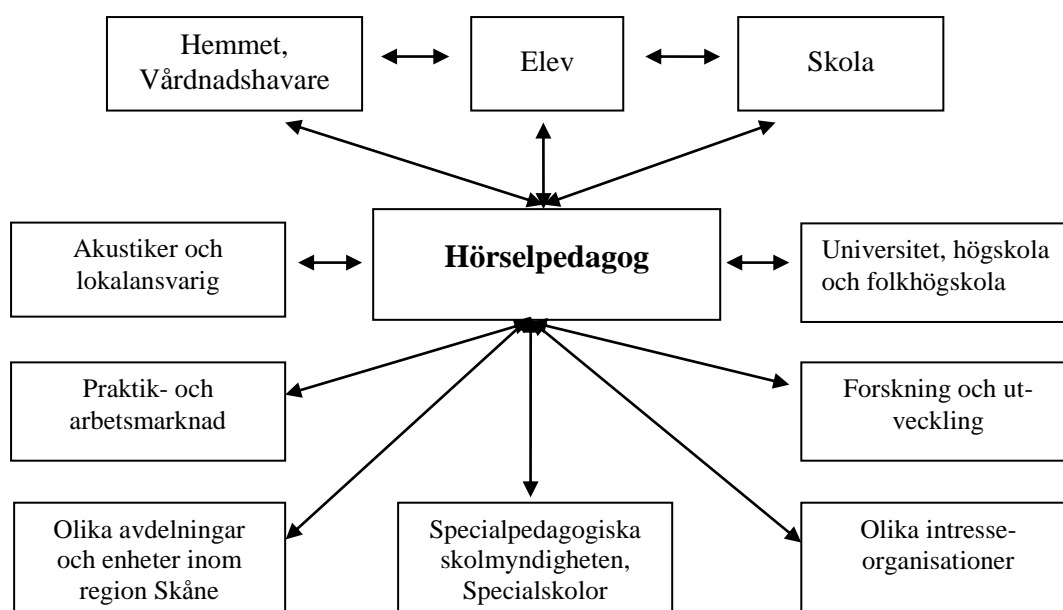 Hemmet,
Vårdnadshavare
Elev
Skola
Akustiker och
lokalansvarig
Hörselpedagog
Universitet, högskola
och folkhögskola
Praktik- och
arbetsmarknad
Forskning och ut-
veckling
Olika avdelningar
och enheter inom
region Skåne
Specialpedagogiska
skolmyndigheten,
Specialskolor
Olika intresse-
organisationer